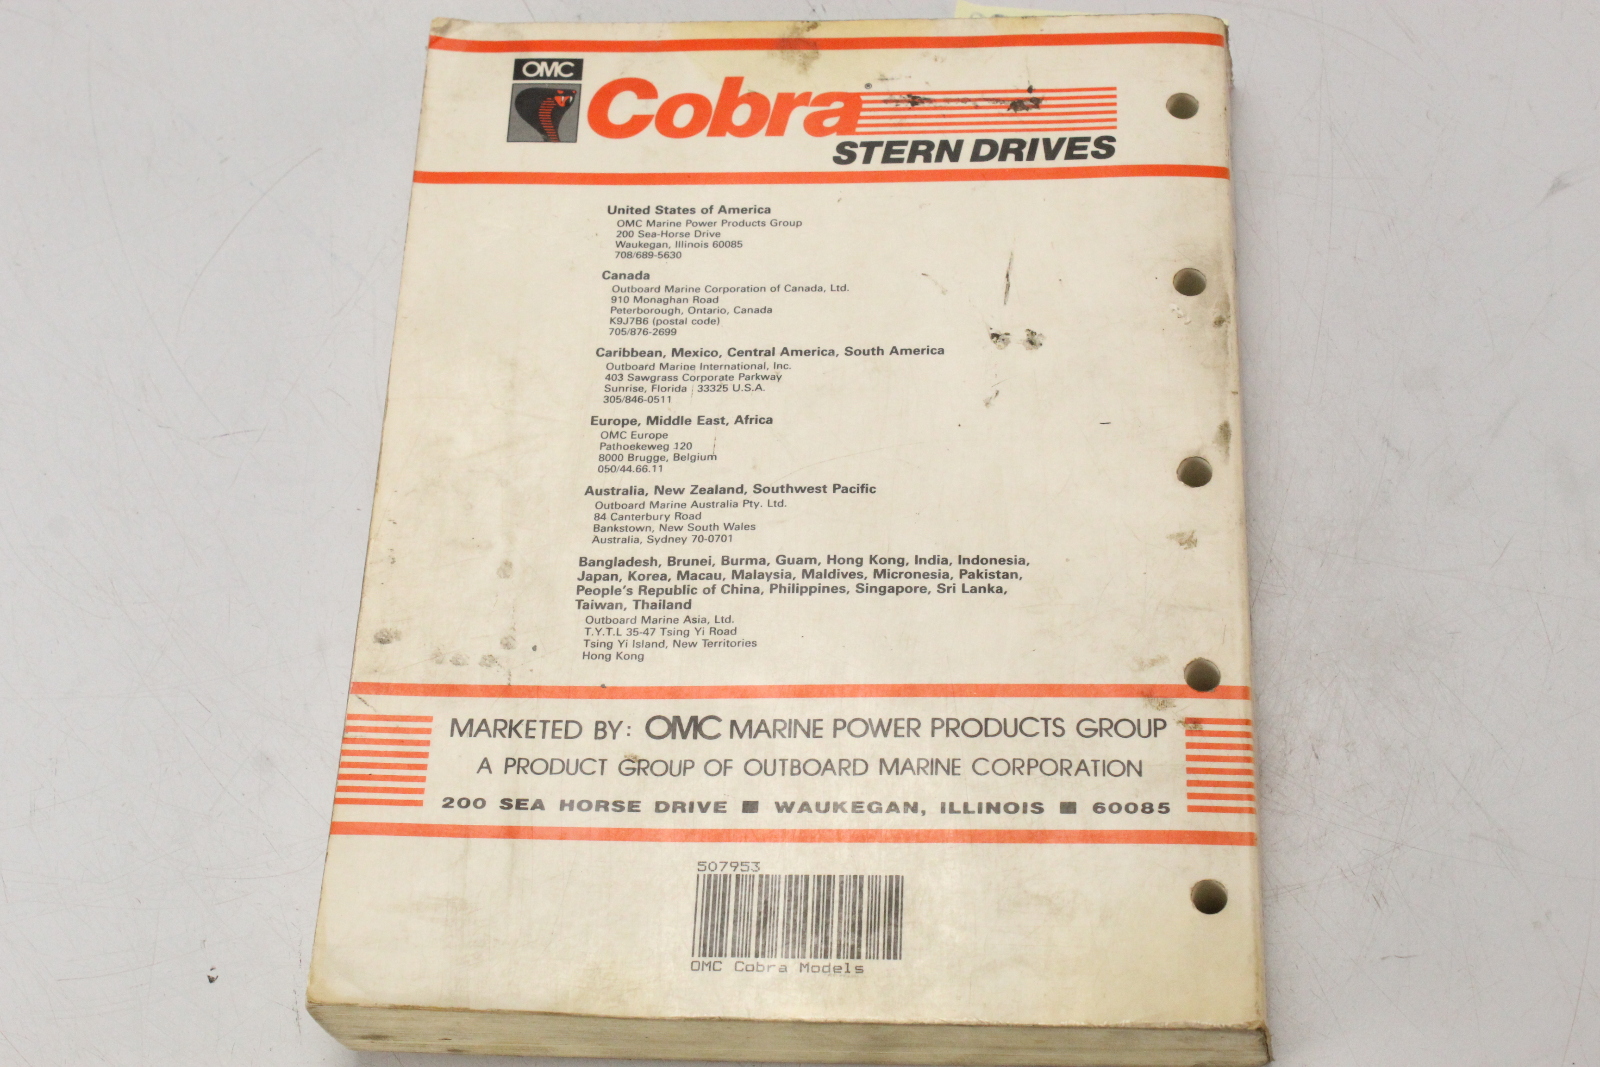 OMC
Cobra®
STERN DRIVES
United States of America
OMC Marine Power Products Group
200 Sea-Horse Drive
Waukegan, Illinois 60085
708/689-5630
Canada
Outboard Marine Corporation of Canada, Ltd.
910 Monaghan Road
Peterborough, Ontario, Canada
K9J7B6 (postal code)
705/876-2699
Caribbean, Mexico, Central America, South America
Outboard Marine International, Inc.
403 Sawgrass Corporate Parkway
Sunrise, Florida 33325 U.S.A.
305/846-0511
Europe, Middle East, Africa
OMC Europe
Pathoekeweg 120
8000 Brugge, Belgium
050/44.66.11
Australia, New Zealand, Southwest Pacific
Outboard Marine Australia Pty. Ltd.
84 Canterbury Road
Bankstown, New South Wales
Australia, Sydney 70-0701
Bangladesh, Brunei, Burma, Guam, Hong Kong, India, Indonesia,
Japan, Korea, Macau, Malaysia, Maldives, Micronesia, Pakistan,
People's Republic of China, Philippines, Singapore, Sri Lanka,
Taiwan, Thailand
Outboard Marine Asia, Ltd.
T.Y.T.L 35-47 Tsing Yi Road
Tsing Yi Island, New Territories
Hong Kong
MARKETED BY: OMC MARINE POWER PRODUCTS GROUP
A PRODUCT GROUP OF OUTBOARD MARINE CORPORATION
200 SEA HORSE DRIVE ■ WAUKEGAN, ILLINOIS ■ 60085
507953
OMC Cobra Models